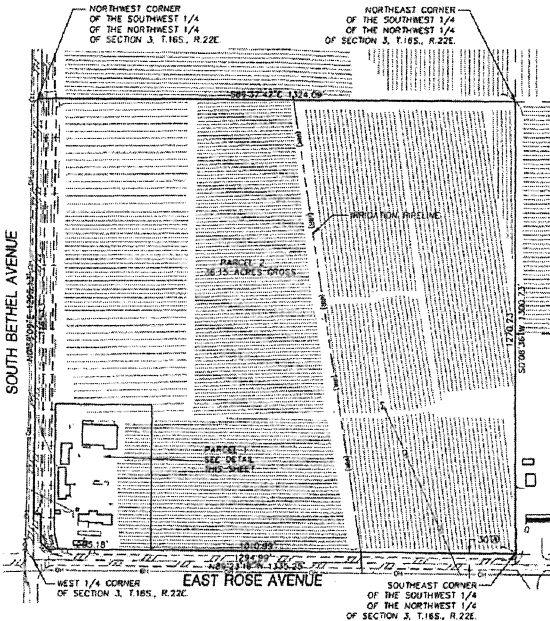 NORTHWEST CORNER
OF THE SOUTHWEST 1/4
OF THE NORTHWEST 1/4
OF SECTION 3, T.16S., R.22E.
NORTHEAST CORNER
OF THE SOUTHWEST 1/4
OF THE NORTHWEST 1/4
OF SECTION 3, T.16S., R.22E.
IRRIGATION PIPELINE
PARCEL 2
ACRES GROSS
SOUTH BETHEL AVENUE
1270.23
PARCEL
SEE DETAIL
THIS SHEET
30.00
WEST 1/4 CORNER
OF SECTION 3, T.16S., R.22E.
EAST ROSE AVENUE
SOUTHEAST CORNER
OF THE SOUTHWEST 1/4
OF THE NORTHWEST 1/4
OF SECTION 3, T.16S., R.22E.